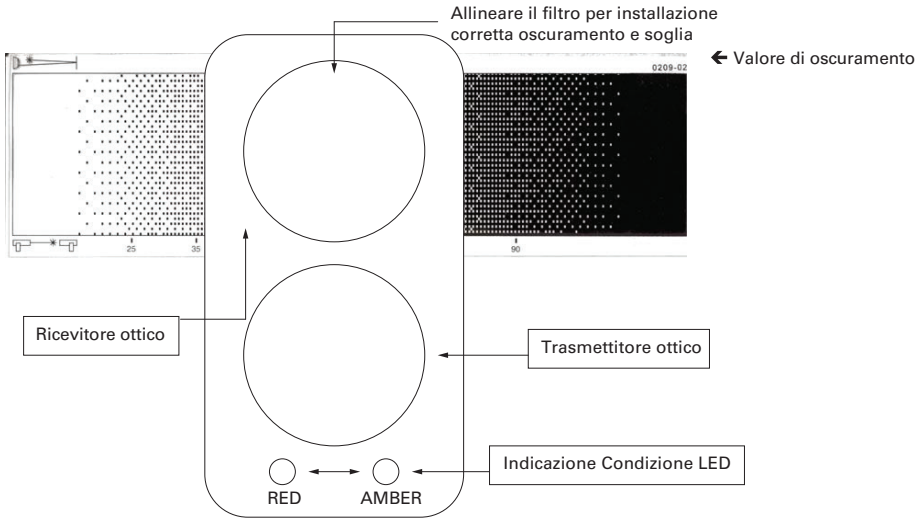 Allineare il filtro per installazione
corretta oscuramento e soglia
← Valore di oscuramento
0209-02
25
35
90
Ricevitore ottico
Trasmettitore ottico
Indicazione Condizione LED
RED
AMBER